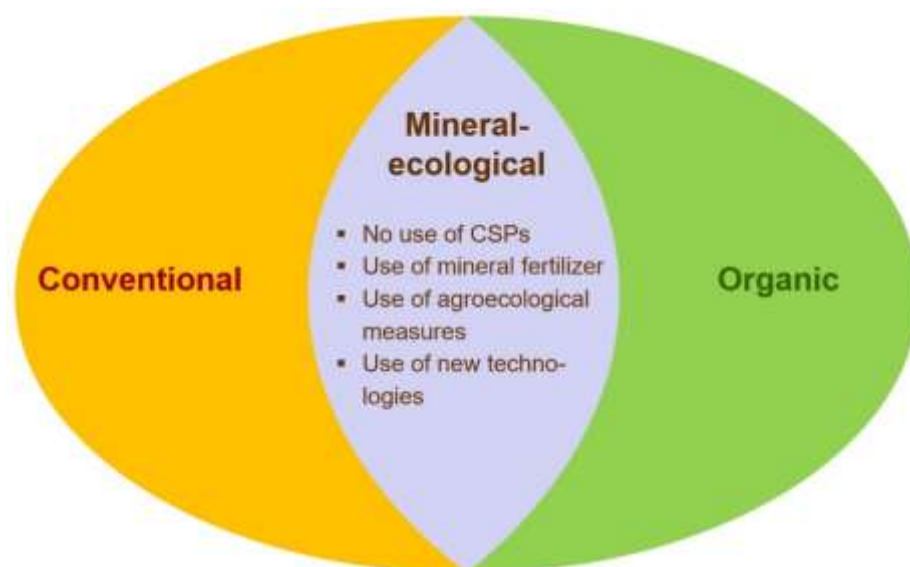 Mineral-
ecological
▪ No use of CSPs
▪ Use of mineral fertilizer
Conventional
Organic
▪ Use of agroecological
measures
▪ Use of new techno-
logies